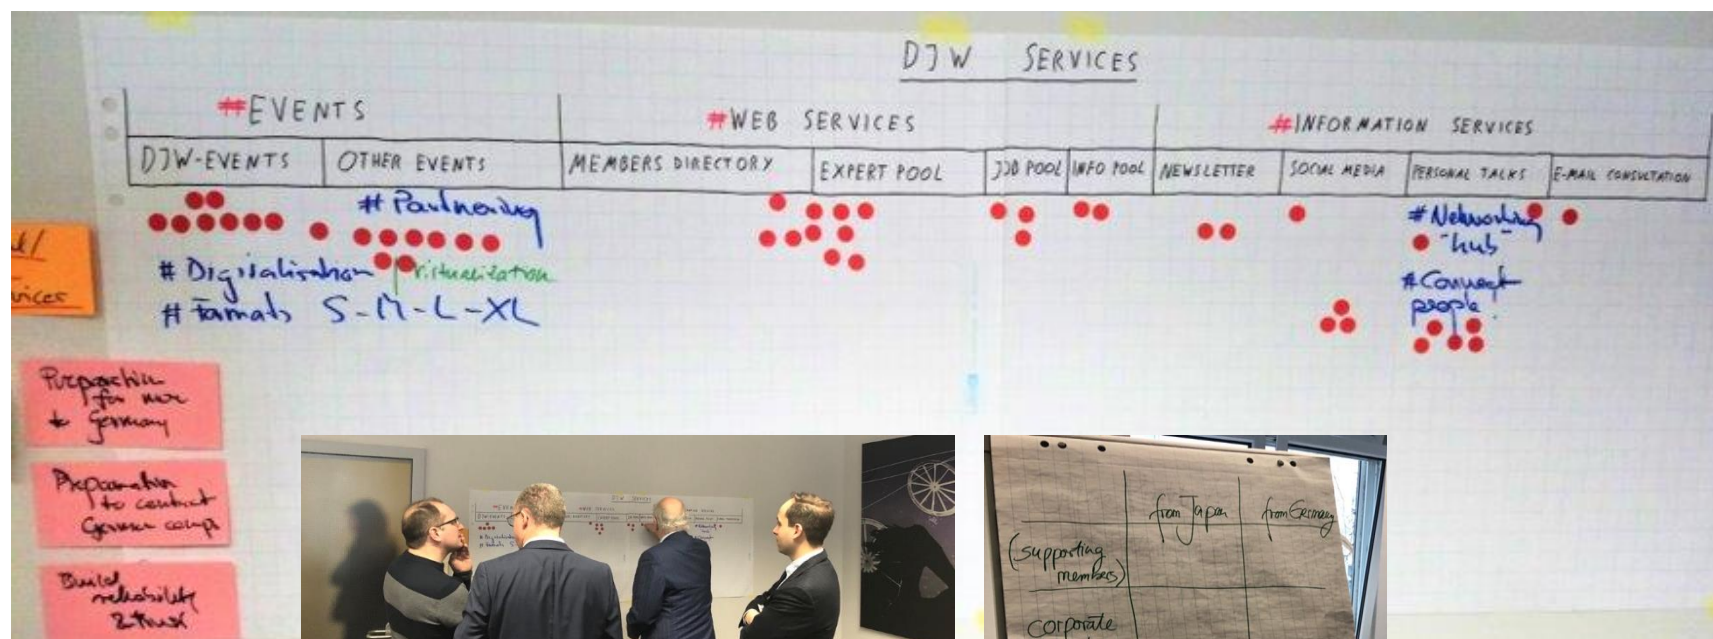 DJW SERVICES
#EVENTS
#WEB SERVICES
#INFORMATION SERVICES
DJW-EVENTS
OTHER EVENTS
MEMBERS DIRECTORY
EXPERT POOL
JOB POOL
INFO POOL
NEWSLETTER
SOCIAL MEDIA
PERSONAL TALKS
E-MAIL CONSULTATION
# Partnering
# Digitalisation
Virtualization
# Formats S-M-L-XL
# Networking
"hub"
# Connect
people
Preparation
for move
to Germany
Preparation
to contact
German comp.
Build
reliability
& trust
DJW SERVICES
from Japan
from Germany
(supporting
members)
corporate